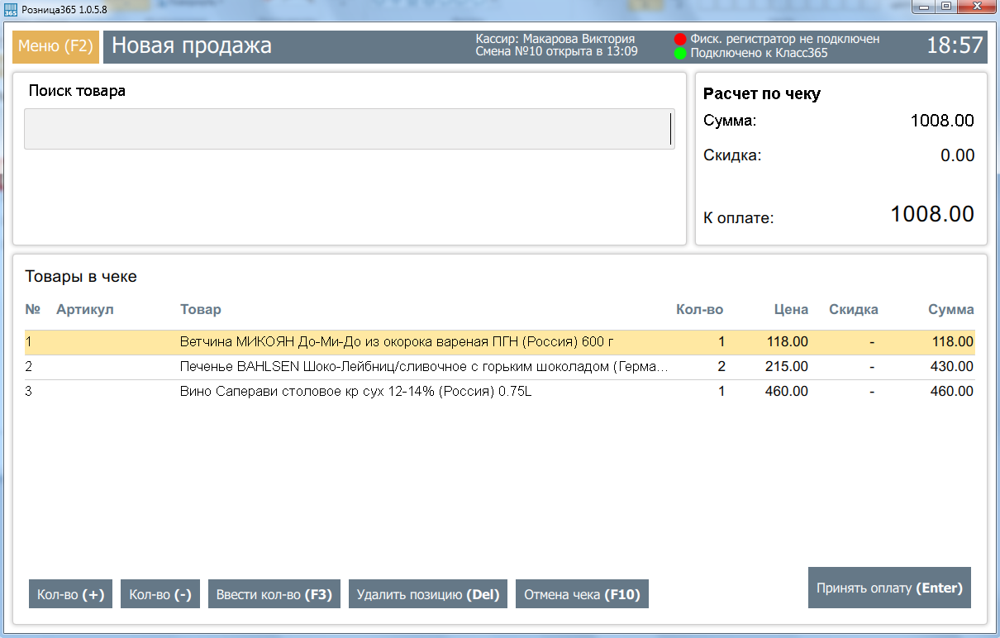 365 Розница365 1.0.5.8
Меню (F2) Новая продажа
Кассир: Макарова Виктория
Смена №10 открыта в 13:09
Фиск. регистратор не подключен
Подключено к Класс365
18:57
Поиск товара
Расчет по чеку
Сумма: 1008.00
Скидка: 0.00
К оплате: 1008.00
Товары в чеке
№ Артикул Товар Кол-во Цена Скидка Сумма
1 Ветчина МИКОЯН До-Ми-До из окорока вареная ПГН (Россия) 600 г 1 118.00 - 118.00
2 Печенье BAHLSEN Шоко-Лейбниц/сливочное с горьким шоколадом (Герма... 2 215.00 - 430.00
3 Вино Саперави столовое кр сух 12-14% (Россия) 0.75L 1 460.00 - 460.00
Кол-во (+) Кол-во (-) Ввести кол-во (F3) Удалить позицию (Del) Отмена чека (F10) Принять оплату (Enter)